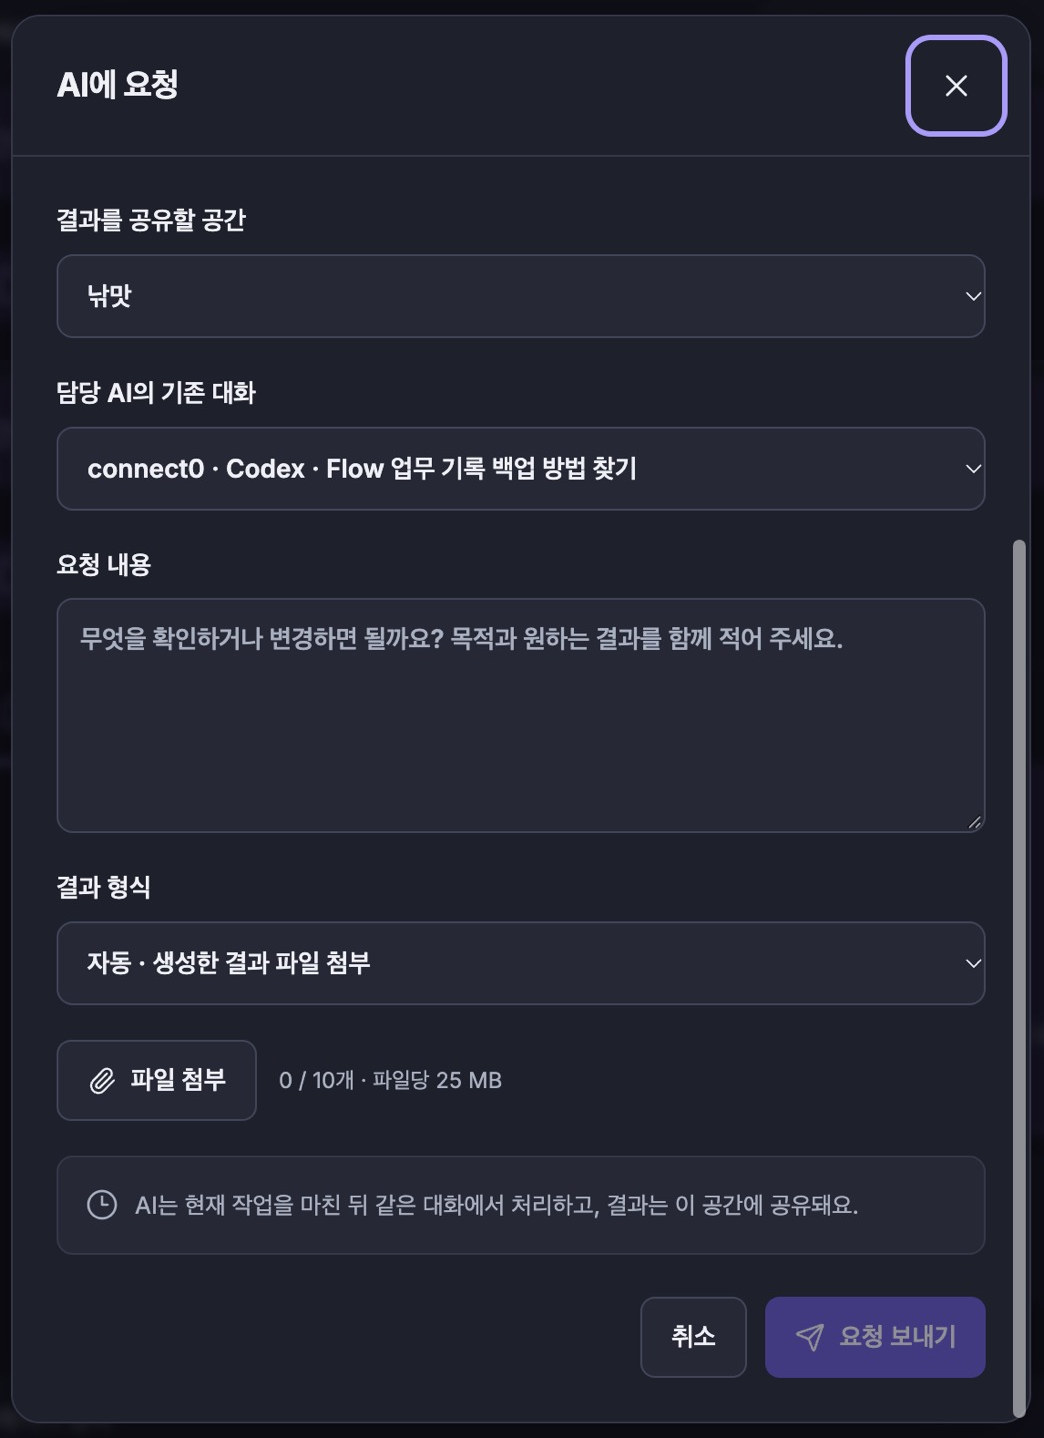 AI에 요청
결과를 공유할 공간
낚맛
담당 AI의 기존 대화
connect0 · Codex · Flow 업무 기록 백업 방법 찾기
요청 내용
무엇을 확인하거나 변경하면 될까요? 목적과 원하는 결과를 함께 적어 주세요.
결과 형식
자동 · 생성한 결과 파일 첨부
파일 첨부
0 / 10개 · 파일당 25 MB
AI는 현재 작업을 마친 뒤 같은 대화에서 처리하고, 결과는 이 공간에 공유돼요.
취소
요청 보내기